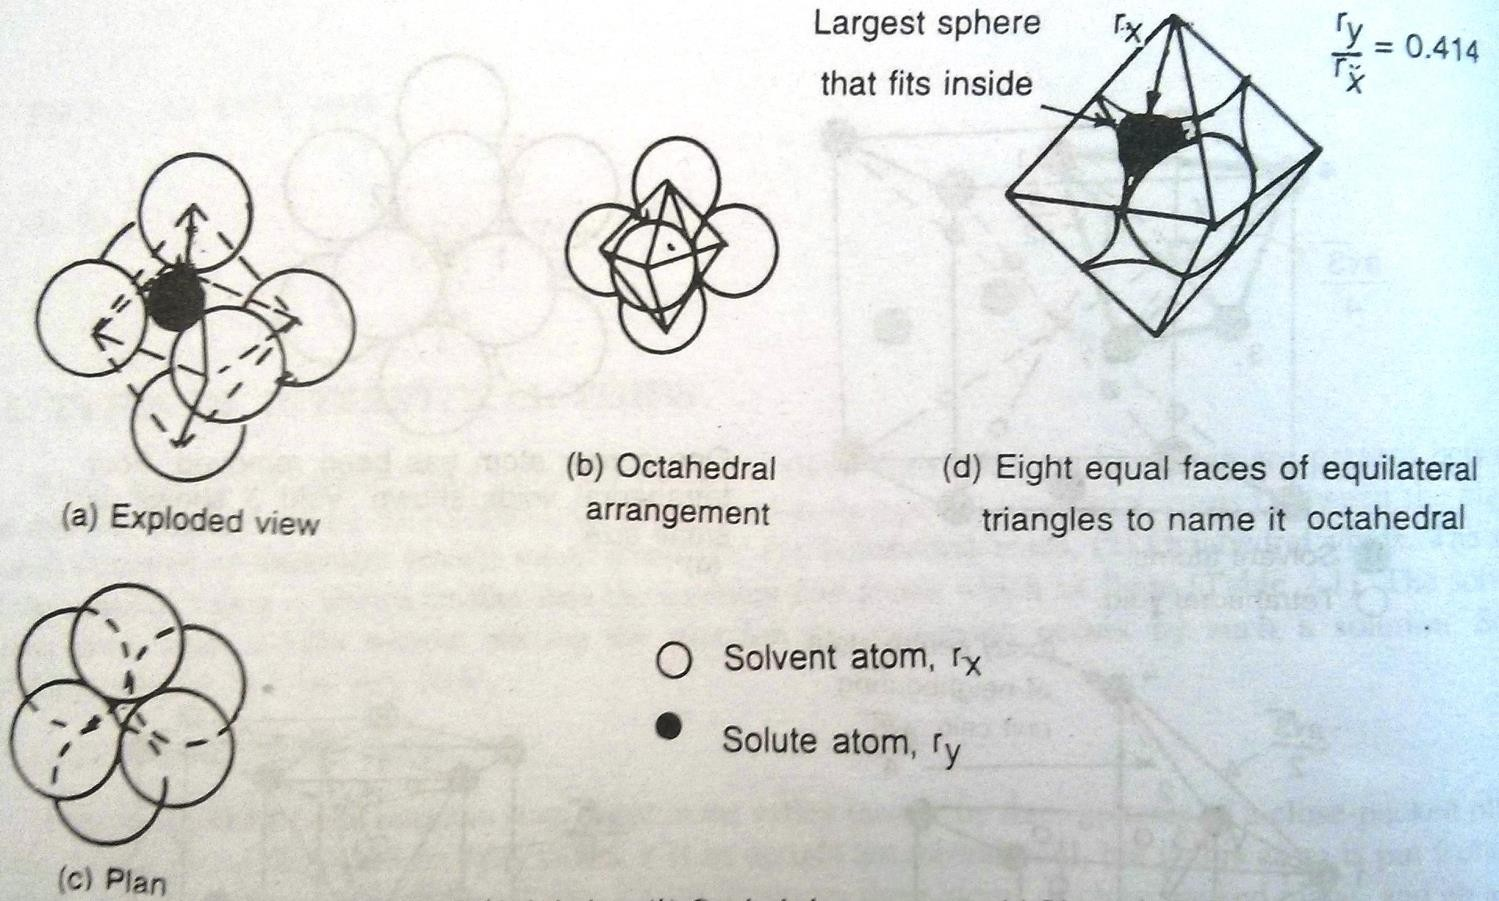 Largest sphere
that fits inside
rx
ry
rx = 0.414
(a) Exploded view
(b) Octahedral
arrangement
(d) Eight equal faces of equilateral
triangles to name it octahedral
Solvent atom, rx
Solute atom, ry
(c) Plan